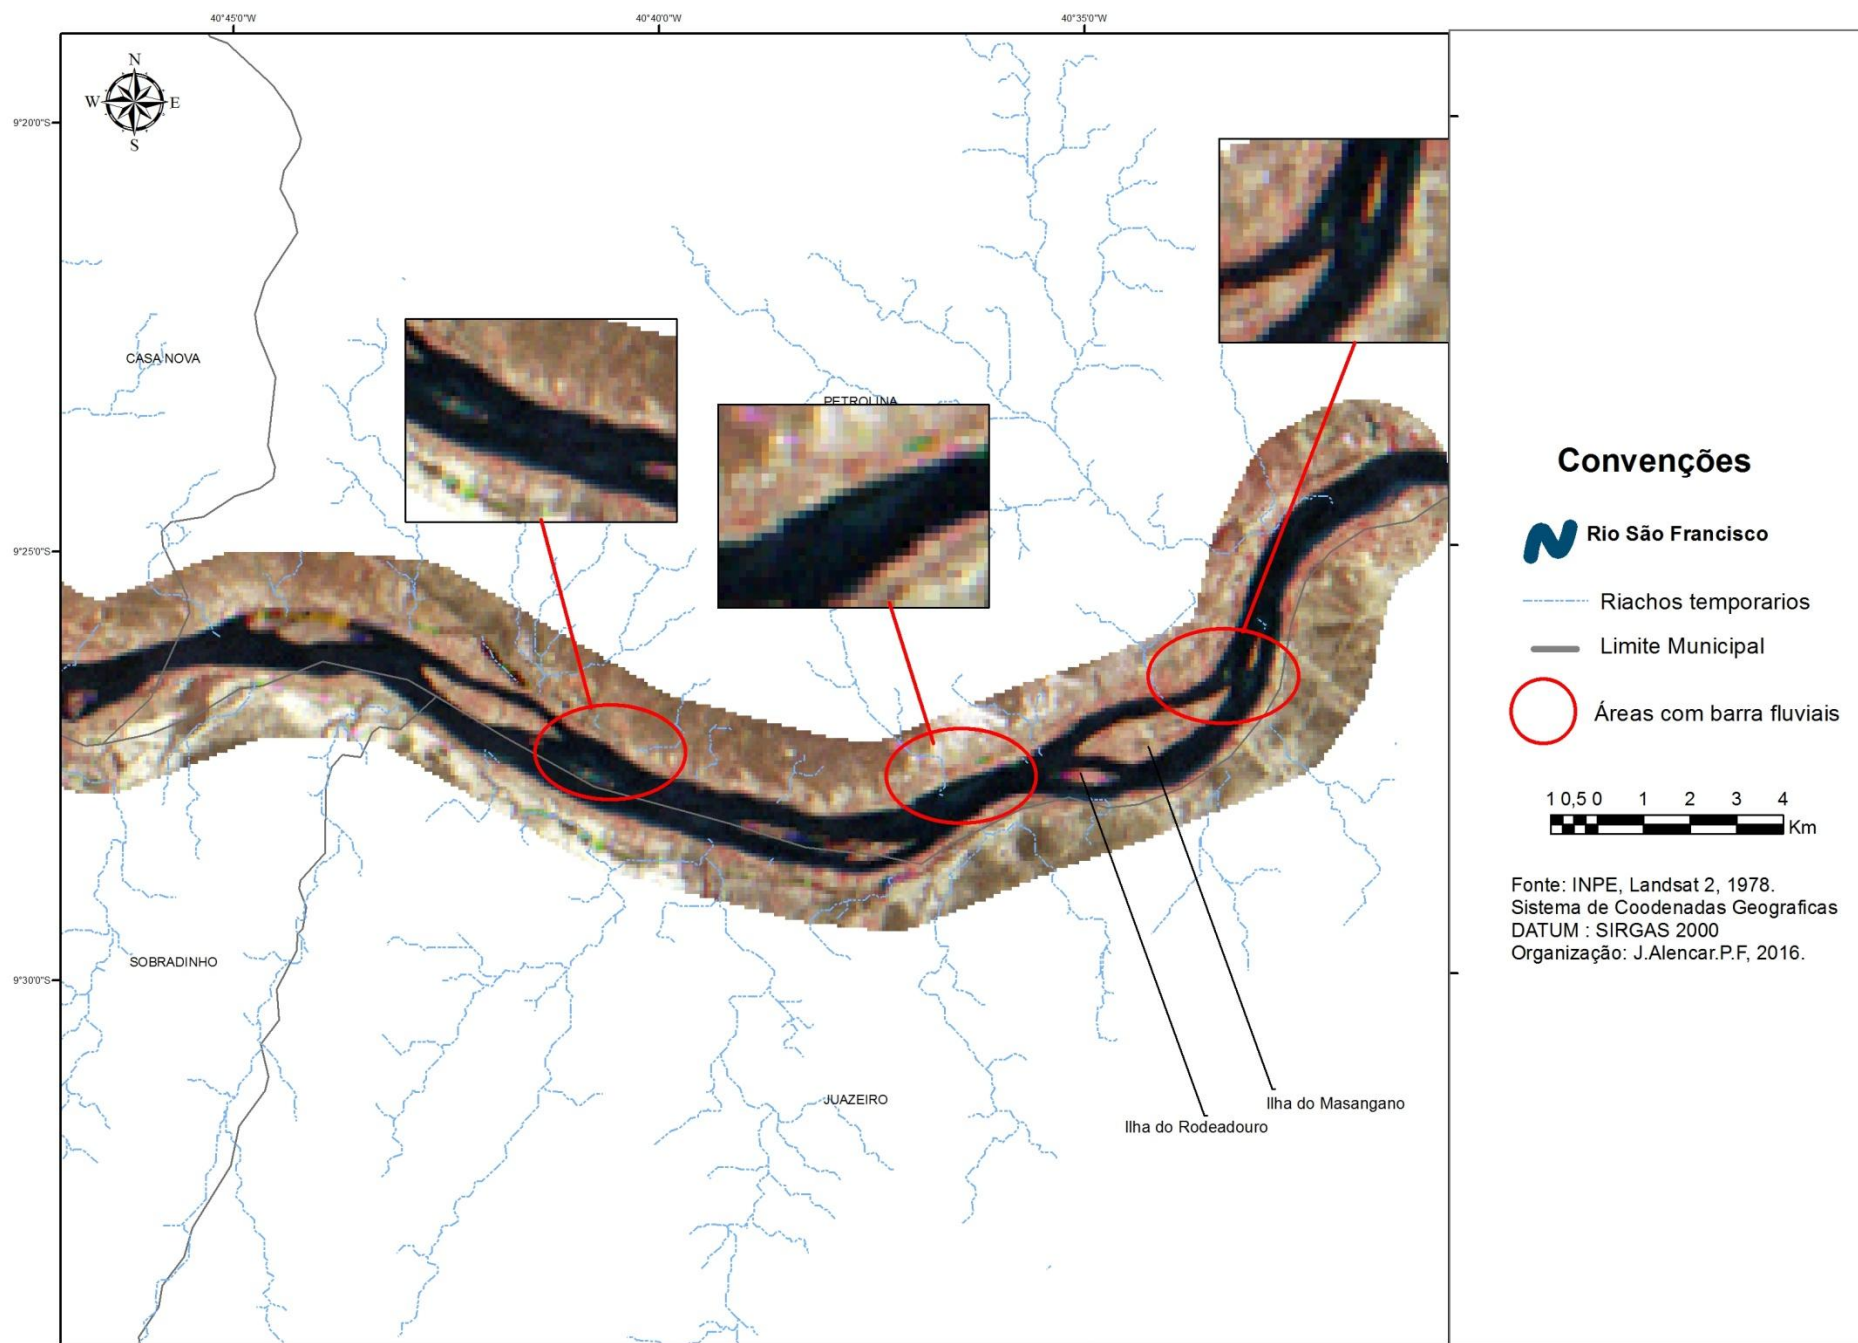 40°45'0"W
40°40'0"W
40°35'0"W
N
W
E
S
9°20'0"S
9°25'0"S
9°30'0"S
CASA NOVA
PETROLINA
SOBRADINHO
JUAZEIRO
Ilha do Masangano
Ilha do Rodeadouro
Convenções
Rio São Francisco
Riachos temporarios
Limite Municipal
Áreas com barra fluviais
1 0,5 0 1 2 3 4
Km
Fonte: INPE, Landsat 2, 1978.
Sistema de Coodenadas Geograficas
DATUM : SIRGAS 2000
Organização: J.Alencar.P.F, 2016.